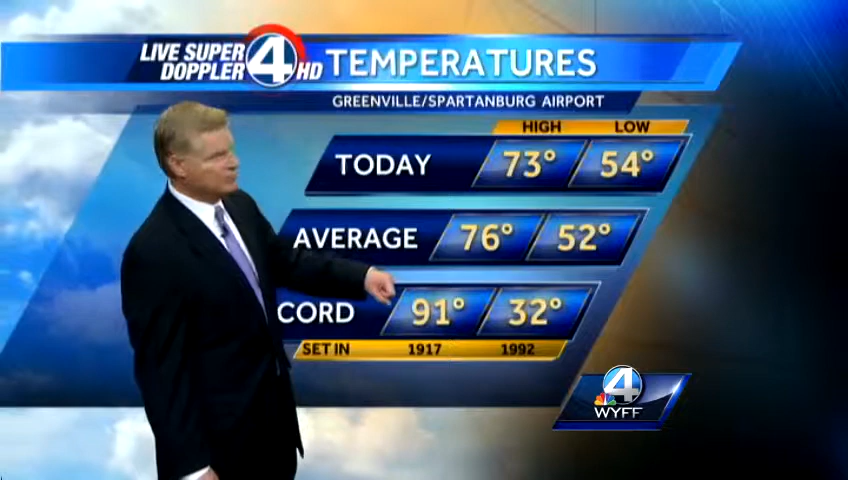 LIVE SUPER
DOPPLER 4 HD
TEMPERATURES
GREENVILLE/SPARTANBURG AIRPORT
HIGH LOW
TODAY 73° 54°
AVERAGE 76° 52°
CORD 91° 32°
SET IN 1917 1992
4
WYFF